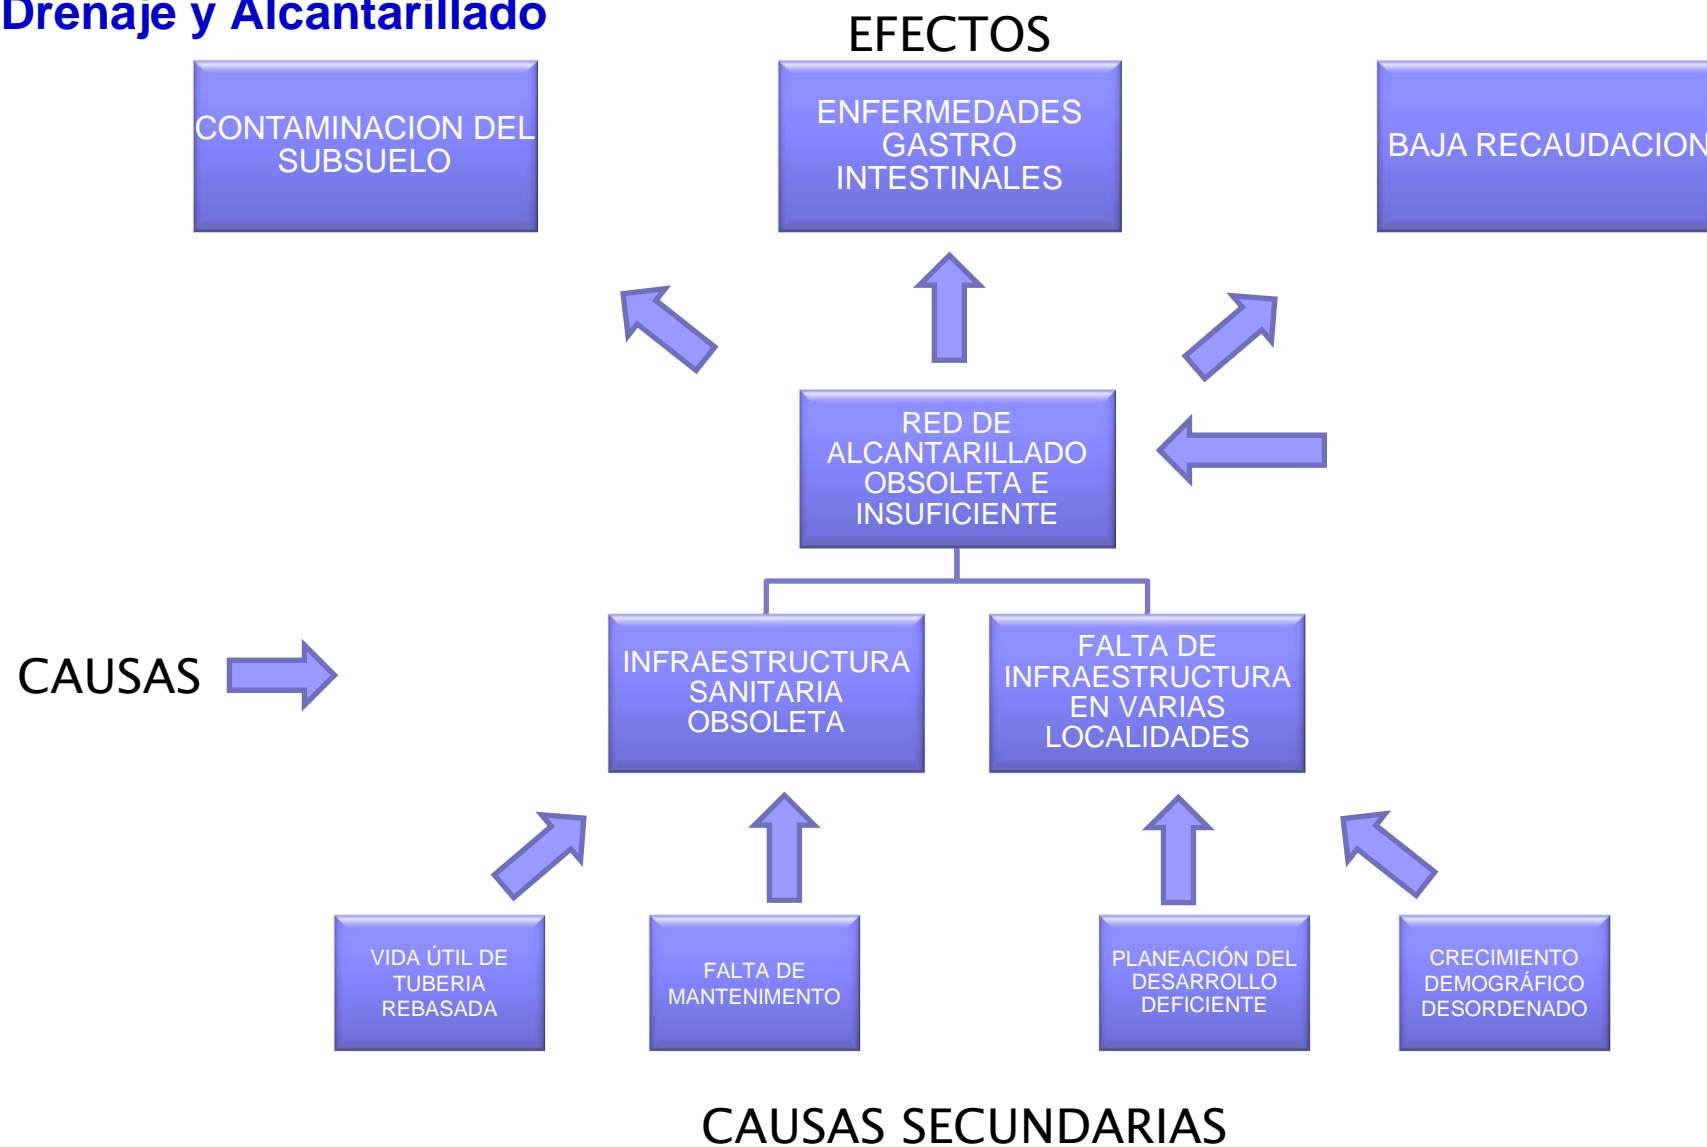 Drenaje y Alcantarillado
EFECTOS
CONTAMINACION DEL
SUBSUELO
ENFERMEDADES
GASTRO
INTESTINALES
BAJA RECAUDACION
RED DE
ALCANTARILLADO
OBSOLETA E
INSUFICIENTE
CAUSAS
INFRAESTRUCTURA
SANITARIA
OBSOLETA
FALTA DE
INFRAESTRUCTURA
EN VARIAS
LOCALIDADES
VIDA ÚTIL DE
TUBERIA
REBASADA
FALTA DE
MANTENIMENTO
PLANEACIÓN DEL
DESARROLLO
DEFICIENTE
CRECIMIENTO
DEMOGRÁFICO
DESORDENADO
CAUSAS SECUNDARIAS